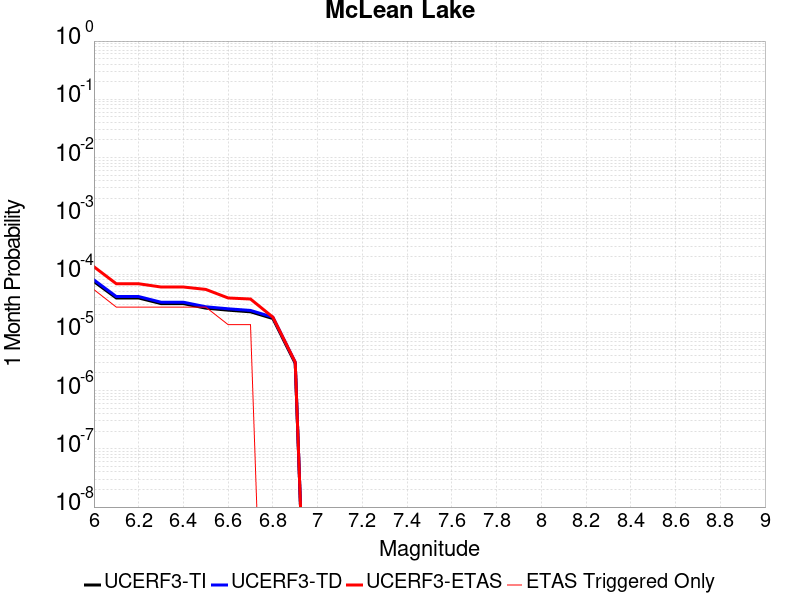 McLean Lake
10^0
10^-1
10^-2
10^-3
10^-4
10^-5
10^-6
10^-7
10^-8
1 Month Probability
6 6.2 6.4 6.6 6.8 7 7.2 7.4 7.6 7.8 8 8.2 8.4 8.6 8.8 9
Magnitude
UCERF3-TI UCERF3-TD UCERF3-ETAS ETAS Triggered Only